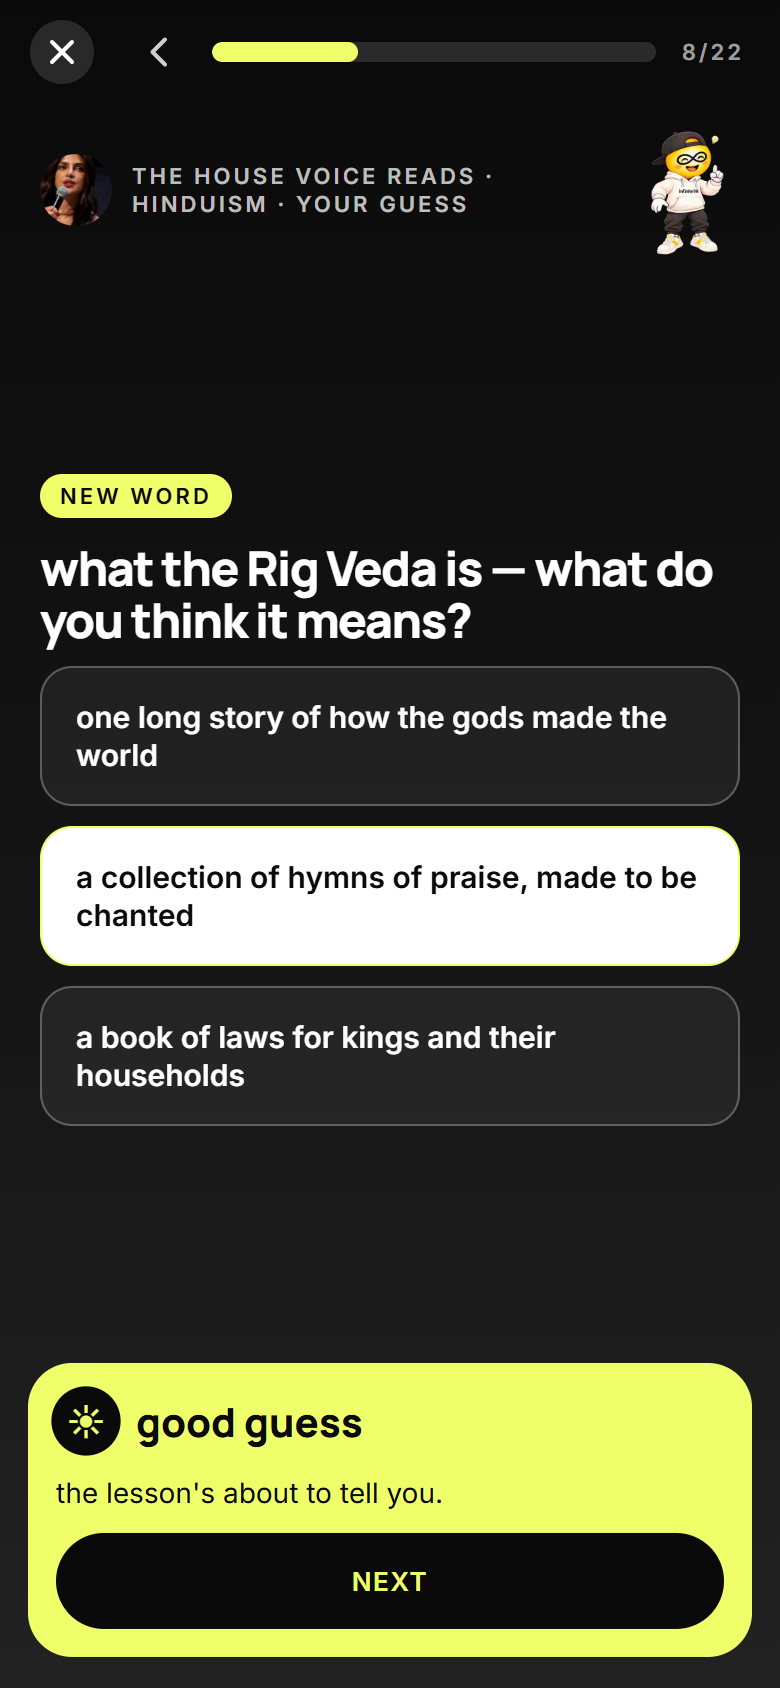 8/22
THE HOUSE VOICE READS ·
HINDUISM · YOUR GUESS
NEW WORD
what the Rig Veda is — what do
you think it means?
one long story of how the gods made the
world
a collection of hymns of praise, made to be
chanted
a book of laws for kings and their
households
good guess
the lesson's about to tell you.
NEXT